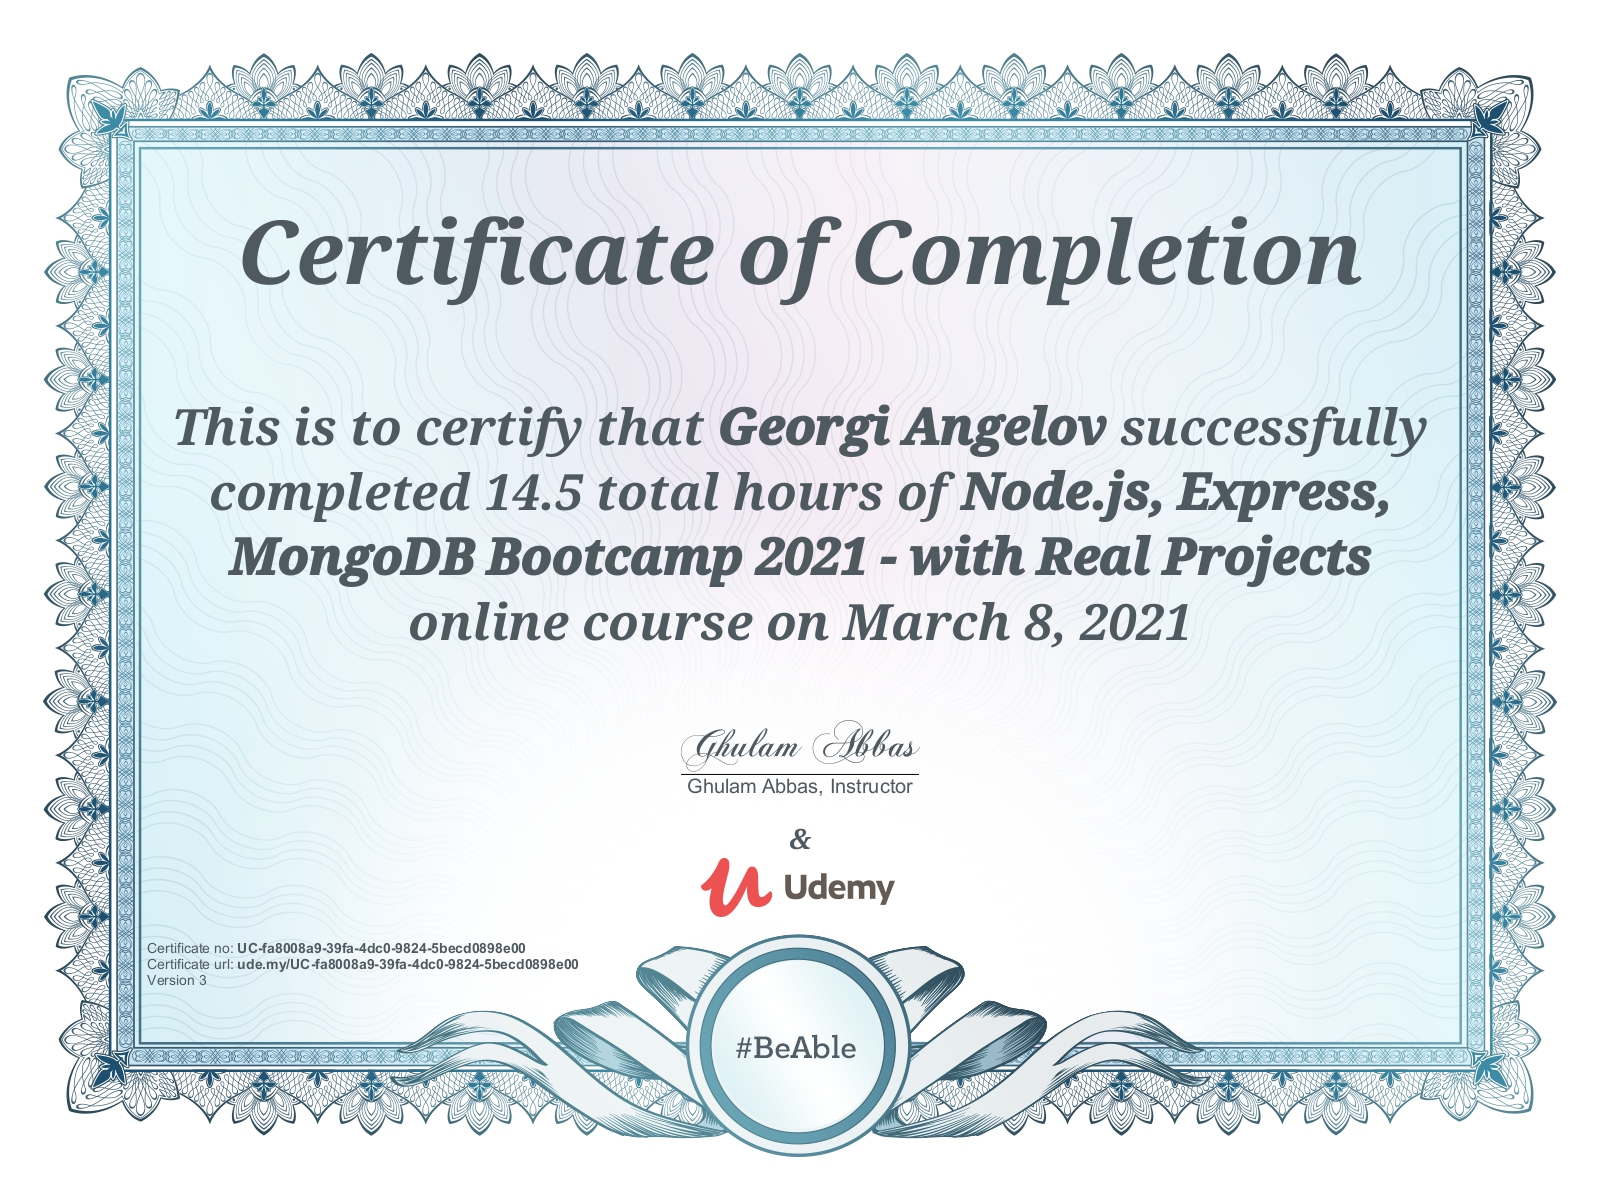 Certificate of Completion
This is to certify that Georgi Angelov successfully
completed 14.5 total hours of Node.js, Express,
MongoDB Bootcamp 2021 - with Real Projects
online course on March 8, 2021
Ghulam Abbas
Ghulam Abbas, Instructor
&
Udemy
Certificate no: UC-fa8008a9-39fa-4dc0-9824-5becd0898e00
Certificate url: ude.my/UC-fa8008a9-39fa-4dc0-9824-5becd0898e00
Version 3
#BeAble